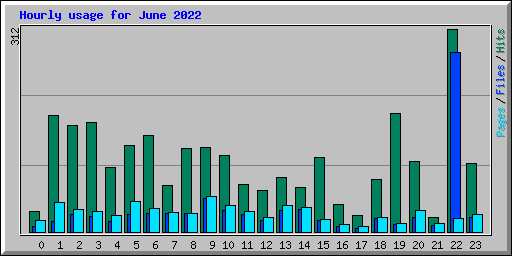 Hourly usage for June 2022
312
Pages/Files/Hits
0 1 2 3 4 5 6 7 8 9 10 11 12 13 14 15 16 17 18 19 20 21 22 23